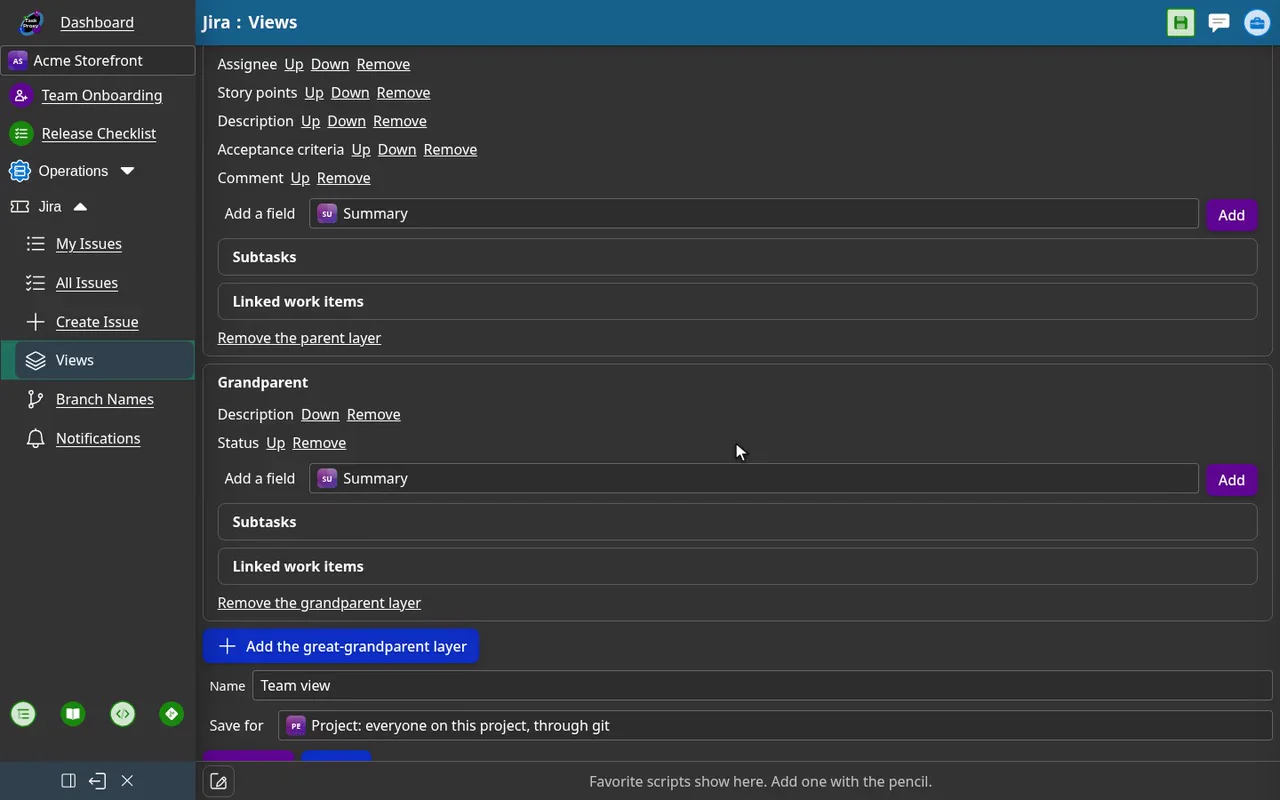 Task Proxy
Dashboard
Jira : Views
AS Acme Storefront
Team Onboarding
Release Checklist
Operations
Jira
My Issues
All Issues
Create Issue
Views
Branch Names
Notifications
Assignee Up Down Remove
Story points Up Down Remove
Description Up Down Remove
Acceptance criteria Up Down Remove
Comment Up Remove
Add a field SU Summary Add
Subtasks
Linked work items
Remove the parent layer
Grandparent
Description Down Remove
Status Up Remove
Add a field SU Summary Add
Subtasks
Linked work items
Remove the grandparent layer
Add the great-grandparent layer
Name Team view
Save for PE Project: everyone on this project, through git
Favorite scripts show here. Add one with the pencil.